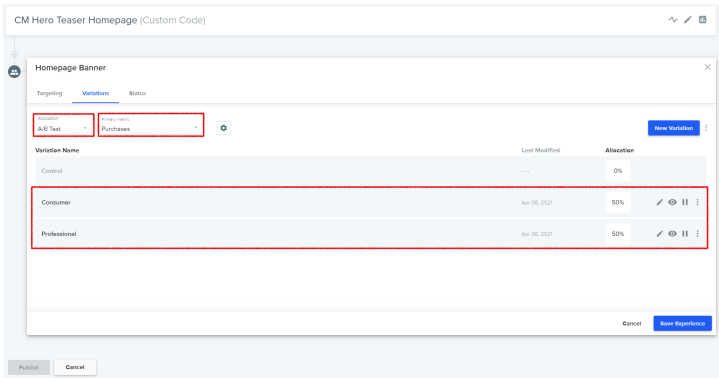 CM Hero Teaser Homepage (Custom Code)
Homepage Banner
Targeting Variations Status
Allocation
A/B Test
Primary metric
Purchases
New Variation
Variation Name Last Modified Allocation
Control --- 0%
Consumer Apr 06, 2021 50%
Professional Apr 06, 2021 50%
Cancel Save Experience
Publish Cancel